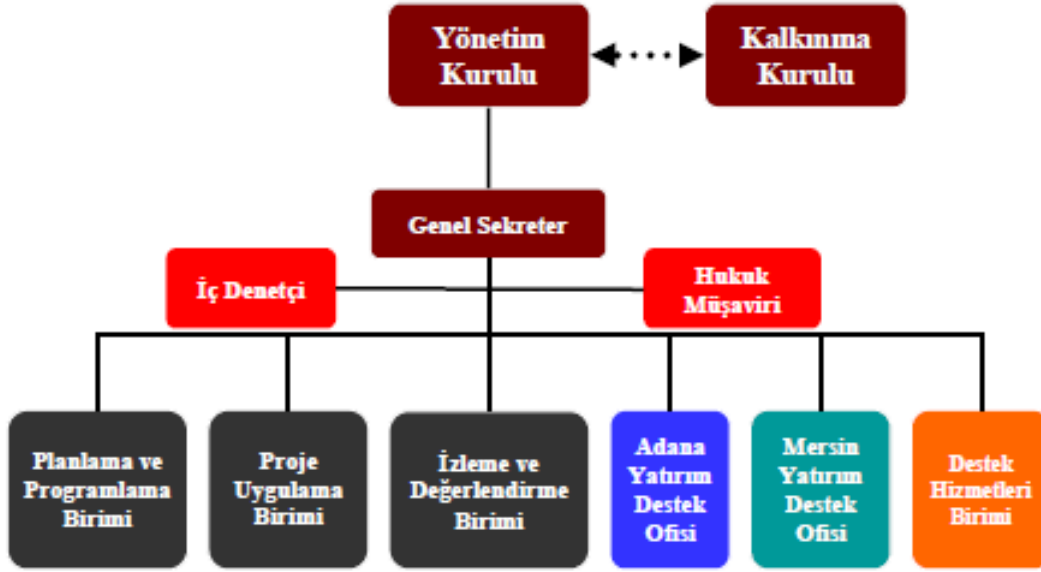 Yönetim
Kurulu
Kalkınma
Kurulu
Genel Sekreter
İç Denetçi
Hukuk
Müşaviri
Planlama ve
Programlama
Birimi
Proje
Uygulama
Birimi
İzleme ve
Değerlendirme
Birimi
Adana
Yatırım
Destek
Ofisi
Mersin
Yatırım
Destek
Ofisi
Destek
Hizmetleri
Birimi